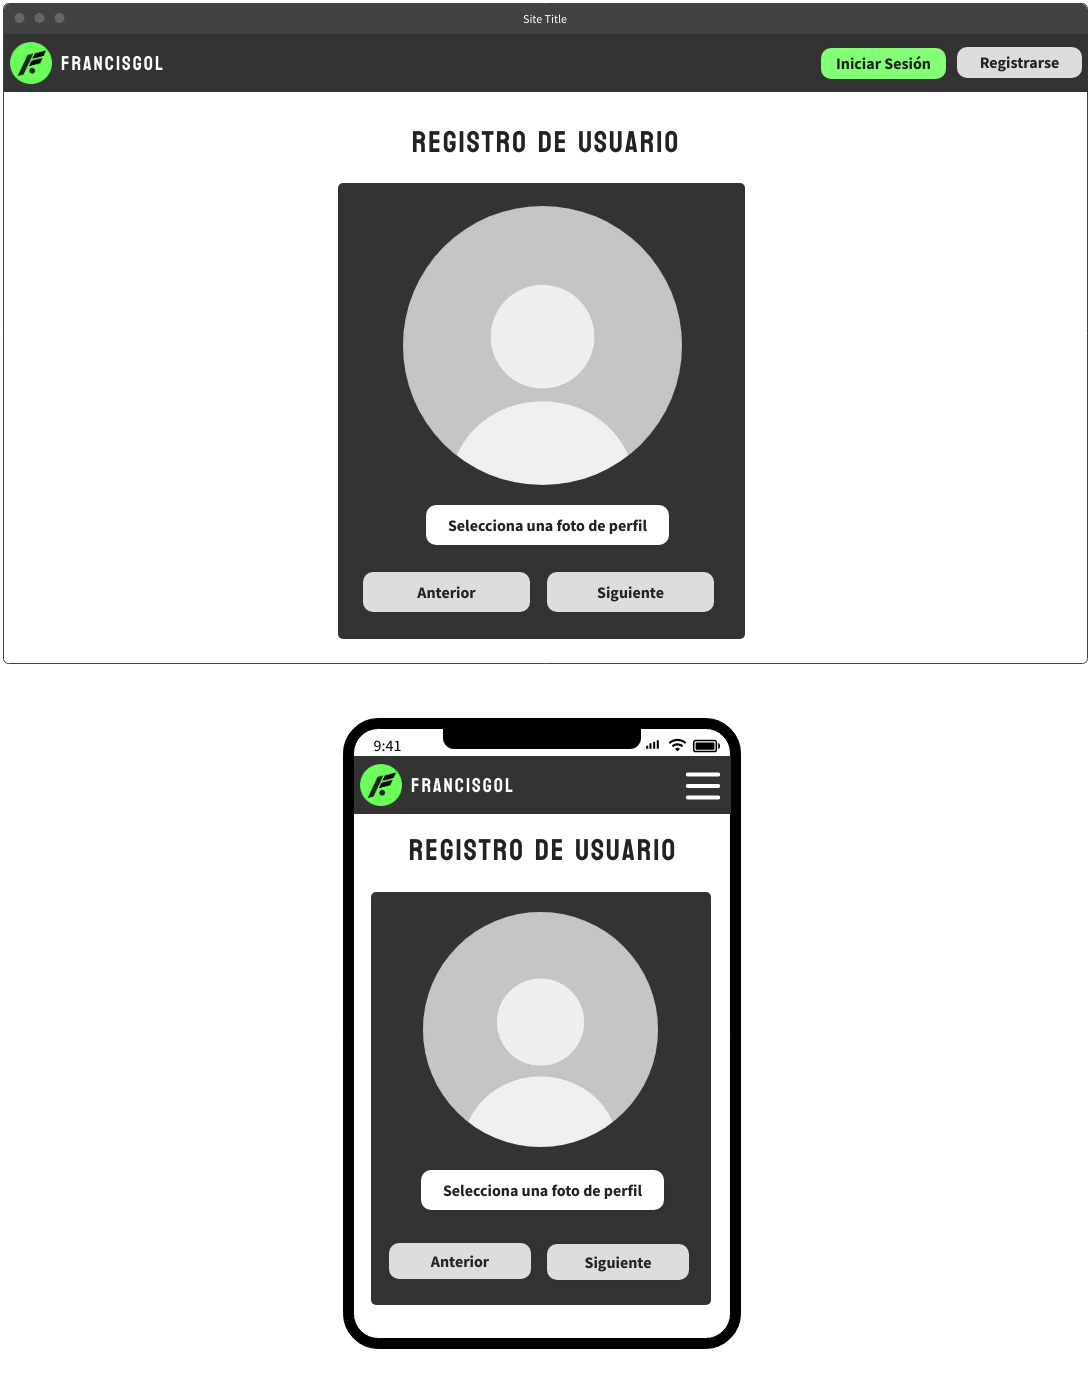 Site Title
FRANCISGOL
Iniciar Sesión
Registrarse
REGISTRO DE USUARIO
Selecciona una foto de perfil
Anterior
Siguiente
9:41
FRANCISGOL
REGISTRO DE USUARIO
Selecciona una foto de perfil
Anterior
Siguiente